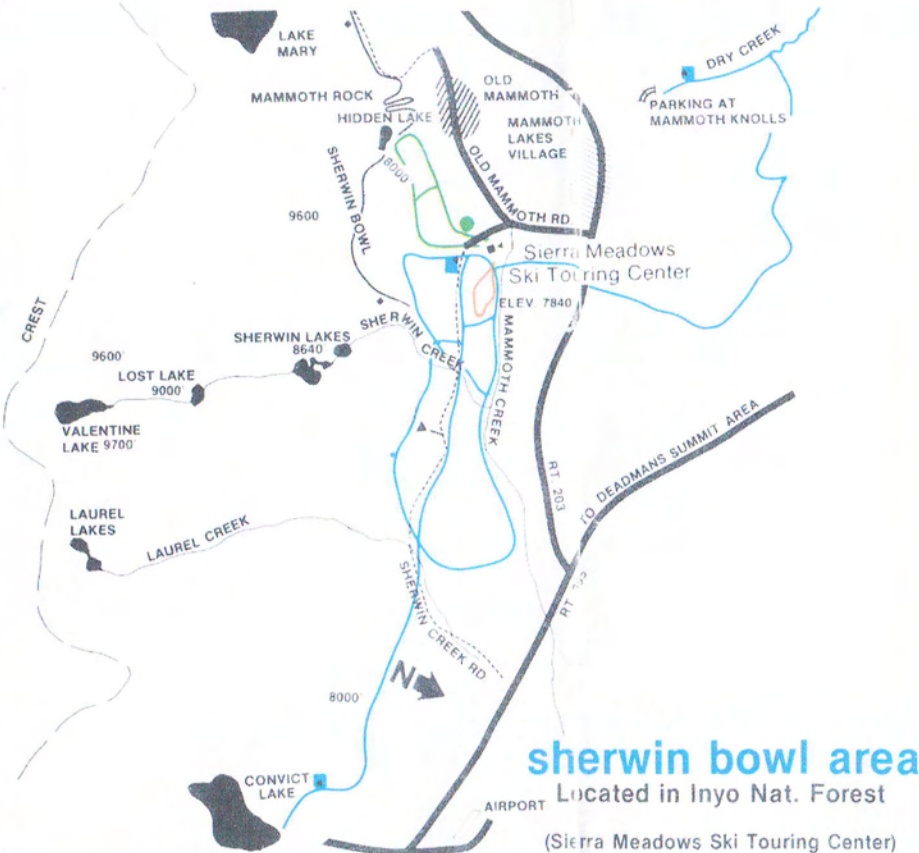 LAKE
MARY
DRY CREEK
OLD
MAMMOTH
MAMMOTH ROCK
PARKING AT
MAMMOTH KNOLLS
HIDDEN LAKE
MAMMOTH
LAKES
VILLAGE
8000
SHERWIN BOWL
OLD MAMMOTH RD.
9600
Sierra Meadows
Ski Touring Center
ELEV. 7840
CREST
SHERWIN CREEK
MAMMOTH CREEK
SHERWIN LAKES
8640'
9600'
LOST LAKE
9000'
VALENTINE
LAKE 9700'
TO DEADMANS SUMMIT AREA
RT. 203
LAUREL
LAKES
LAUREL CREEK
SHERWIN CREEK RD
N
8000'
CONVICT
LAKE
AIRPORT
sherwin bowl area
Located in Inyo Nat. Forest
(Sierra Meadows Ski Touring Center)